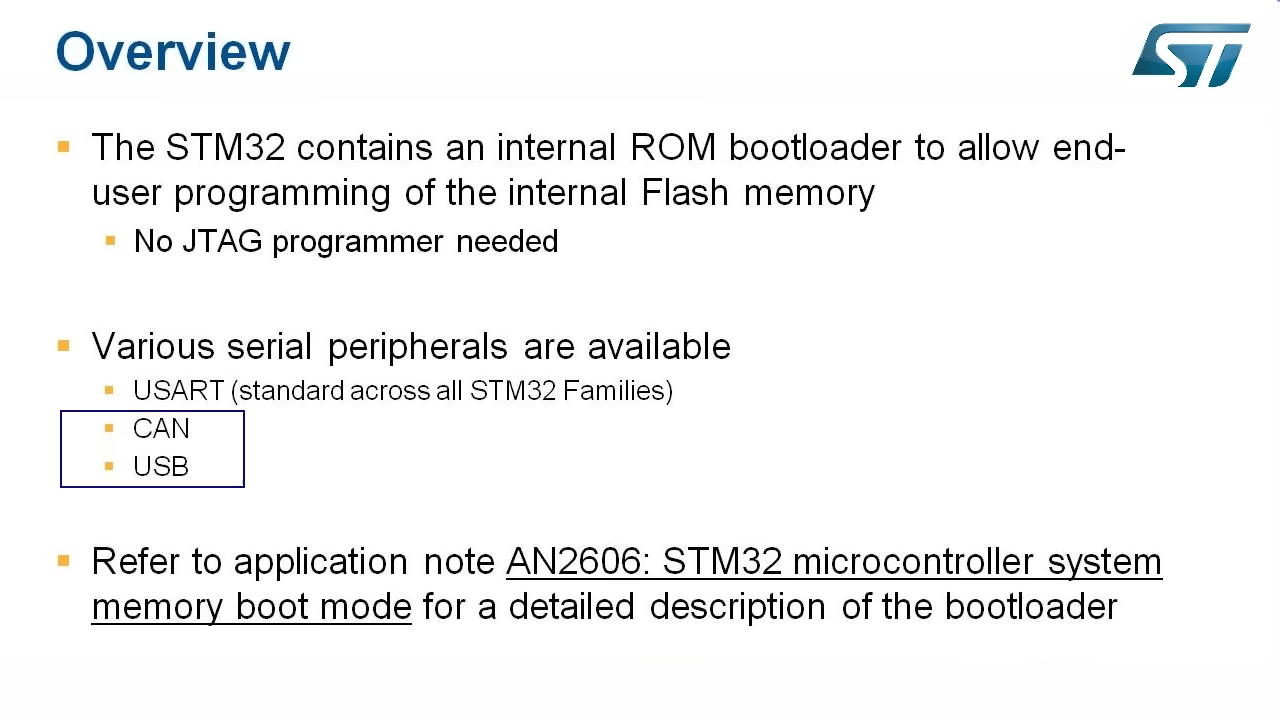 Overview
ST
The STM32 contains an internal ROM bootloader to allow end-
user programming of the internal Flash memory
No JTAG programmer needed
Various serial peripherals are available
USART (standard across all STM32 Families)
CAN
USB
Refer to application note AN2606: STM32 microcontroller system
memory boot mode for a detailed description of the bootloader